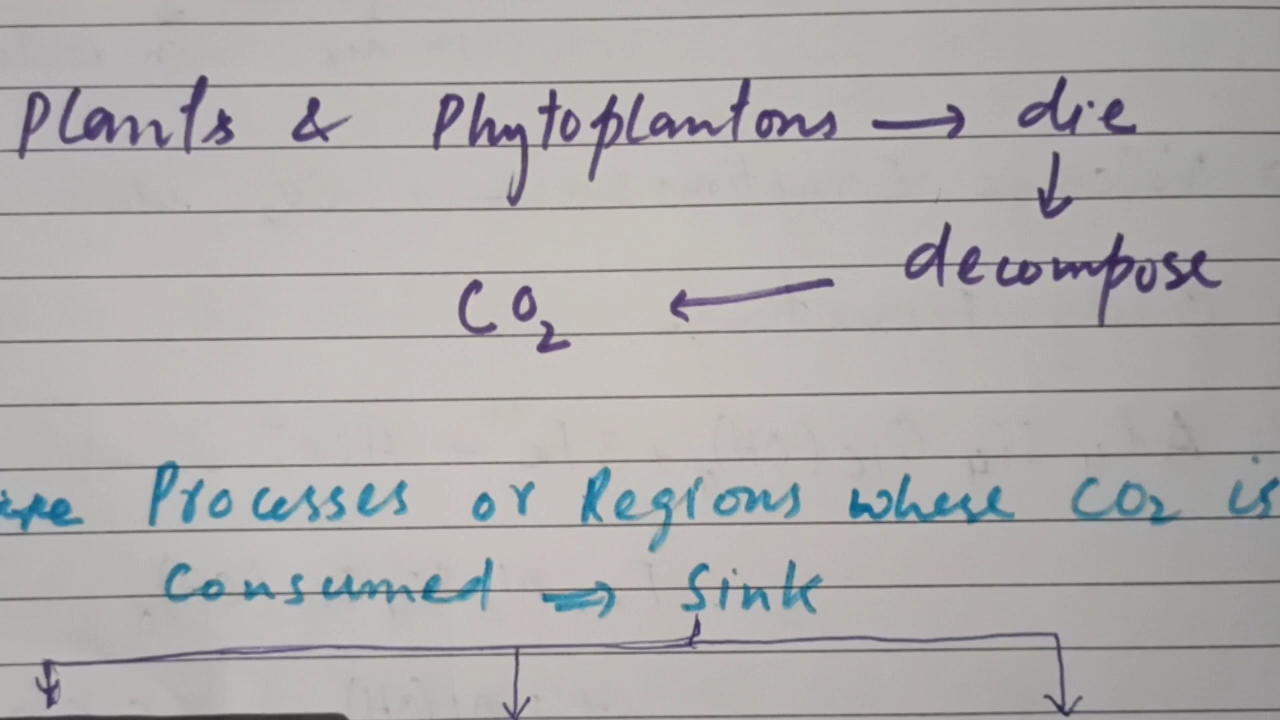 Plants & Phytoplantons → die
↓
decompose
CO₂ ←
Processes or Regions where CO₂ is
Consumed ⇒ Sink